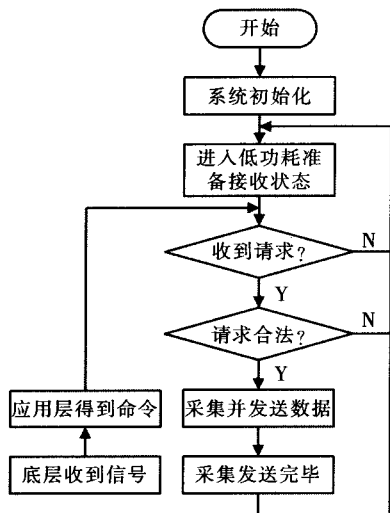 开始
系统初始化
进入低功耗准
备接收状态
收到请求?
N
Y
请求合法?
N
Y
应用层得到命令
采集并发送数据
底层收到信号
采集发送完毕